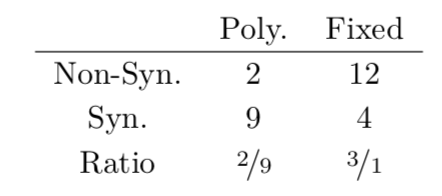 Poly. Fixed
Non-Syn. 2 12
Syn. 9 4
Ratio 2/9 3/1